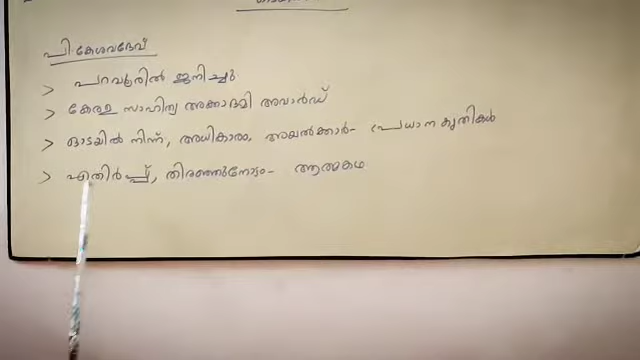 പി. കേശവദേവ്
> പറവൂരിൽ ജനിച്ചു
> കേരള സാഹിത്യ അക്കാദമി അവാർഡ്
> ഓടയിൽ നിന്ന്, അധികാരം, അയൽക്കാർ- പ്രധാന കൃതികൾ
> എതിർപ്പ്, തിരഞ്ഞുനോട്ടം- ആത്മകഥ